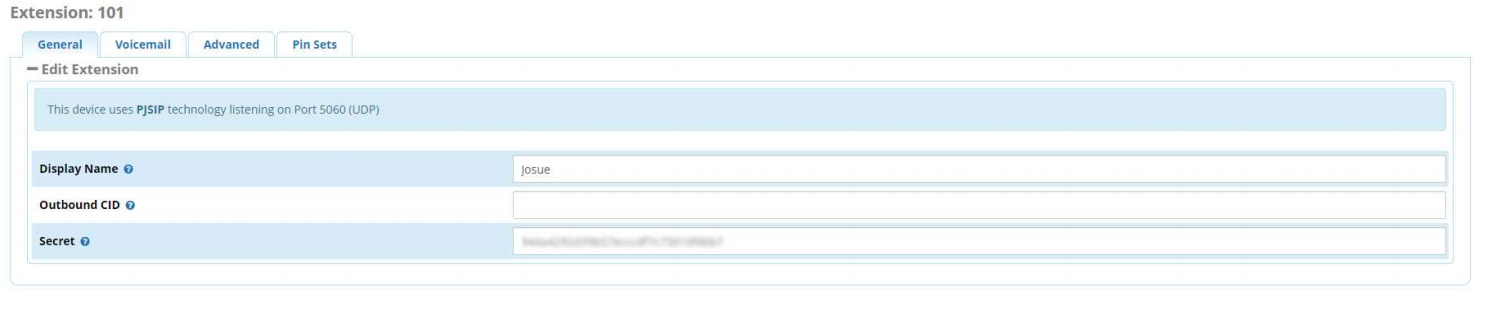 Extension: 101
General Voicemail Advanced Pin Sets
Edit Extension
This device uses PJSIP technology listening on Port 5060 (UDP)
Display Name Josue
Outbound CID
Secret